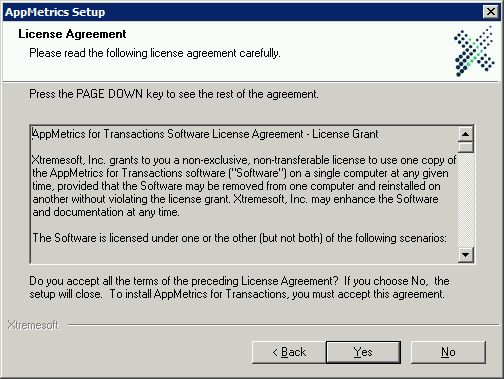 AppMetrics Setup
License Agreement
Please read the following license agreement carefully.
Press the PAGE DOWN key to see the rest of the agreement.
AppMetrics for Transactions Software License Agreement - License Grant
Xtremesoft, Inc. grants to you a non-exclusive, non-transferable license to use one copy of
the AppMetrics for Transactions software ("Software") on a single computer at any given
time, provided that the Software may be removed from one computer and reinstalled on
another without violating the license grant. Xtremesoft, Inc. may enhance the Software
and documentation at any time.
The Software is licensed under one or the other (but not both) of the following scenarios:
Do you accept all the terms of the preceding License Agreement? If you choose No, the
setup will close. To install AppMetrics for Transactions, you must accept this agreement.
Xtremesoft
< Back
Yes
No